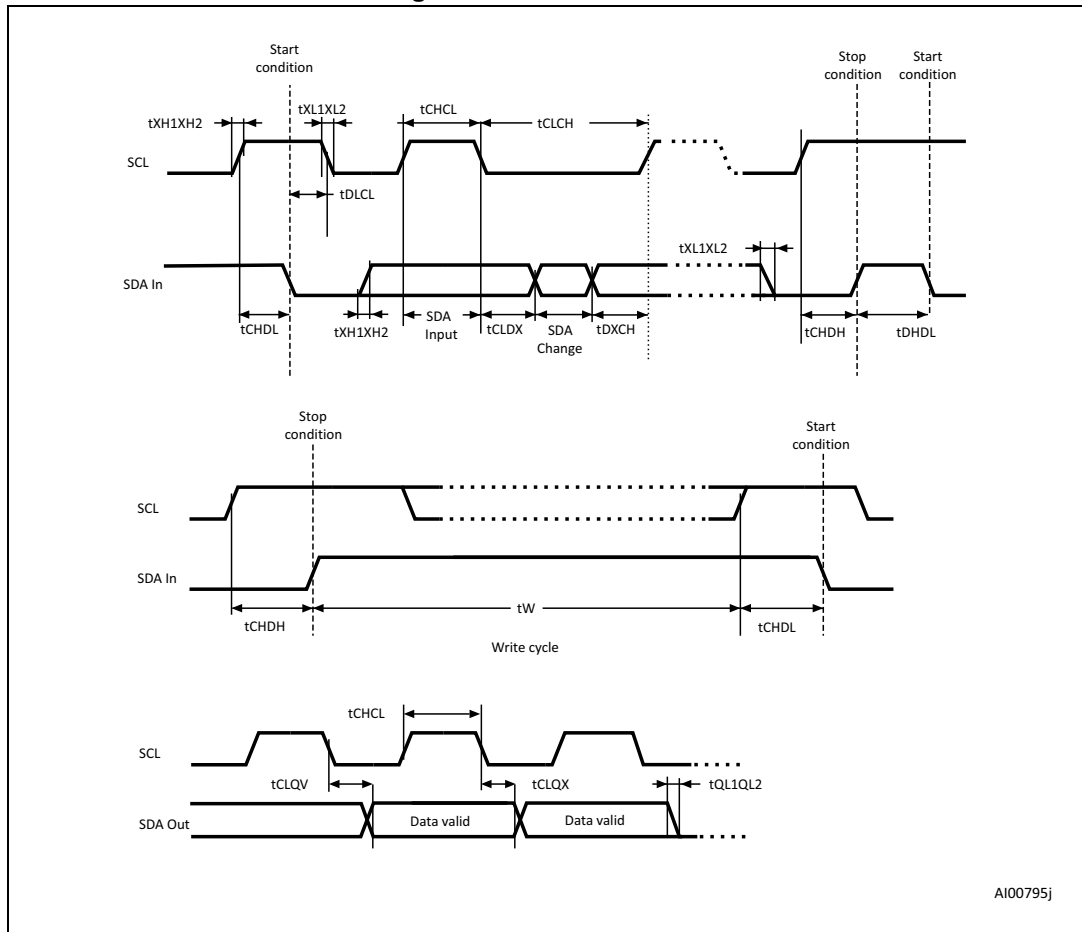 Start
condition
Stop
condition
Start
condition
tXH1XH2
tXL1XL2
tCHCL
tCLCH
SCL
tDLCL
tXL1XL2
SDA In
tCHDL
tXH1XH2
SDA
Input
tCLDX
SDA
Change
tDXCH
tCHDH
tDHDL
Stop
condition
Start
condition
SCL
SDA In
tCHDH
tW
tCHDL
Write cycle
tCHCL
SCL
tCLQV
tCLQX
tQL1QL2
SDA Out
Data valid
Data valid
AI00795j